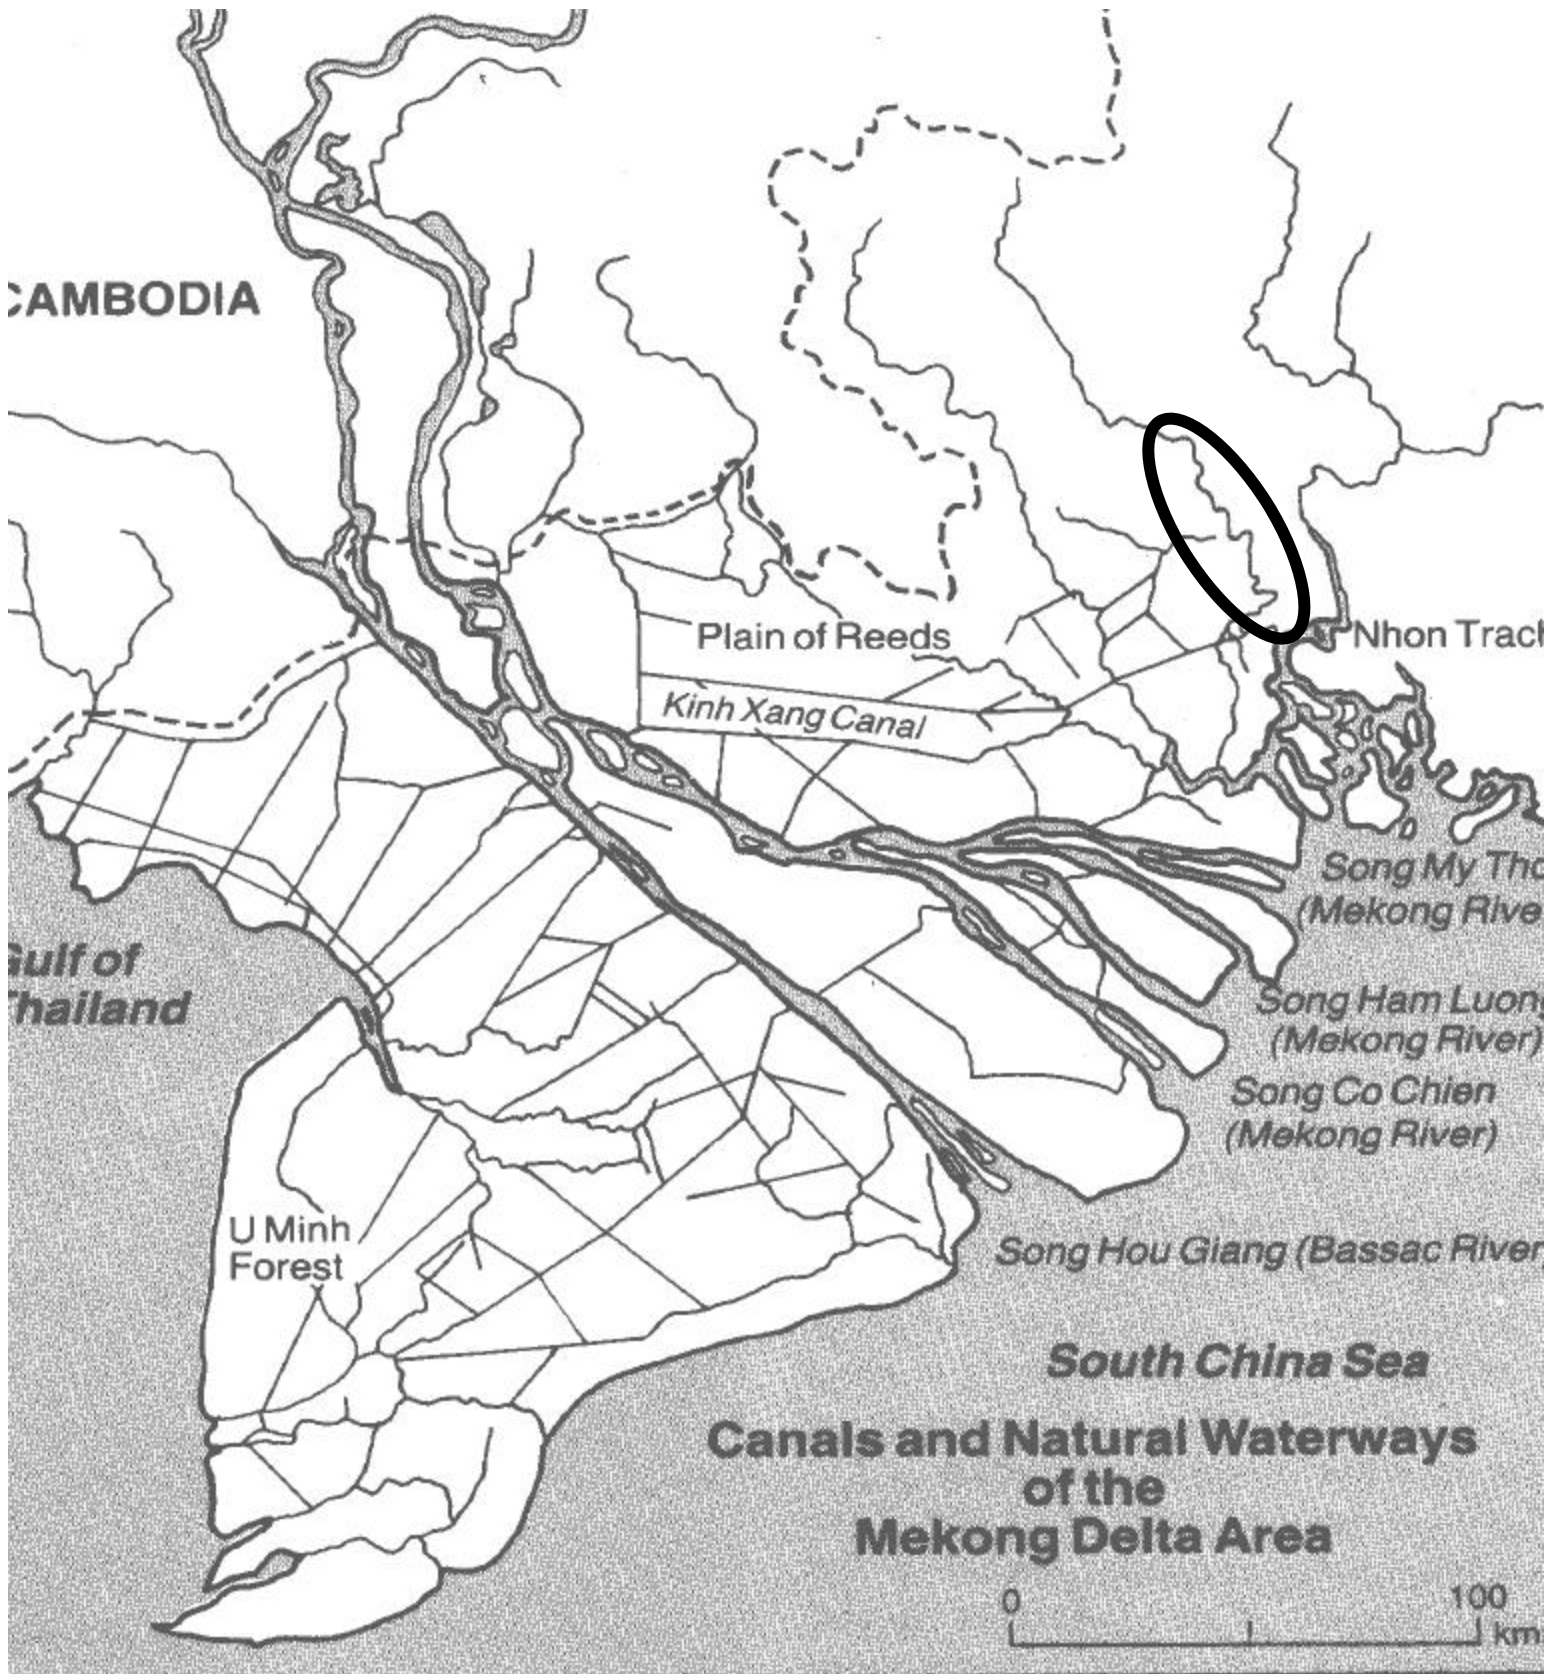 CAMBODIA
Plain of Reeds
Nhon Trach
Kinh Xang Canal
Song My Tho
(Mekong Rive
Gulf of
Thailand
Song Ham Luong
(Mekong River)
Song Co Chien
(Mekong River)
U Minh
Forest
Song Hou Giang (Bassac River
South China Sea
Canals and Natural Waterways
of the
Mekong Delta Area
0 100
km